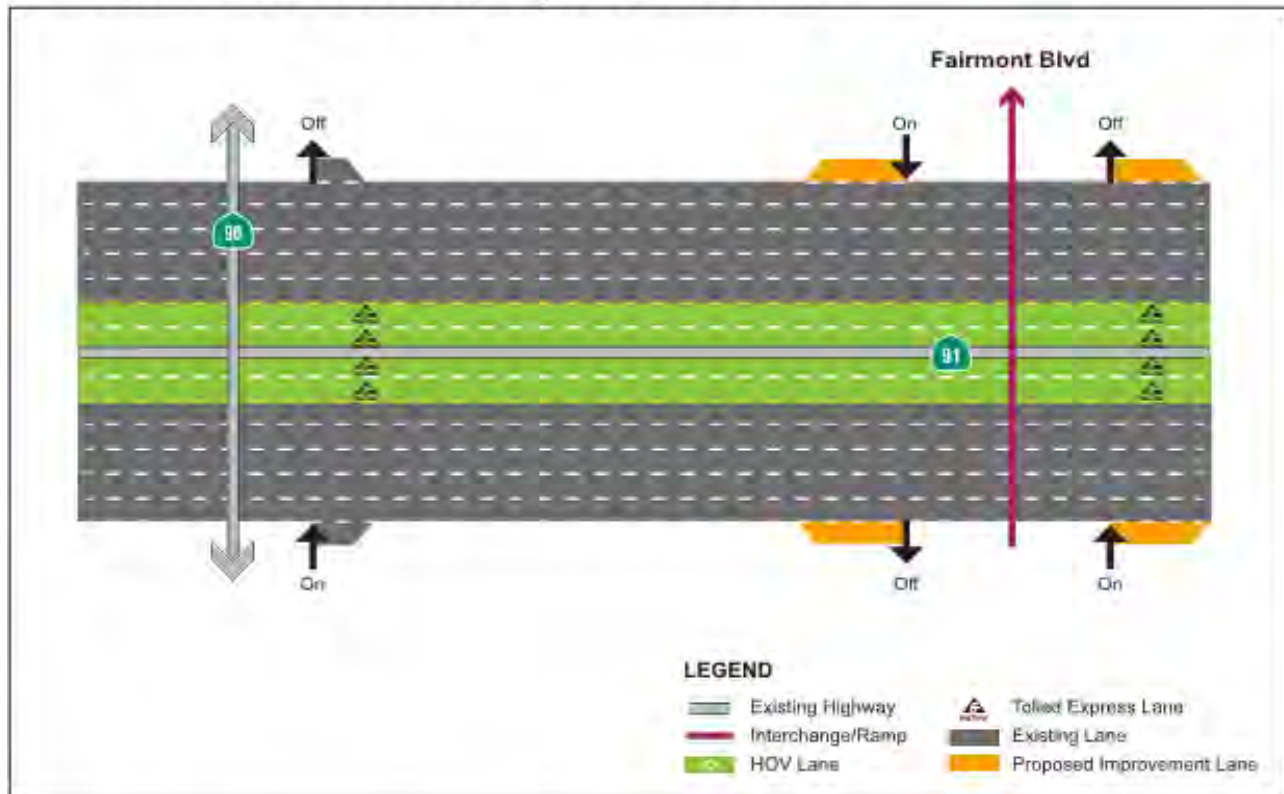 Fairmont Blvd
Off
On
Off
90
91
On
Off
On
LEGEND
Existing Highway
Interchange/Ramp
HOV Lane
Tolled Express Lane
Existing Lane
Proposed Improvement Lane